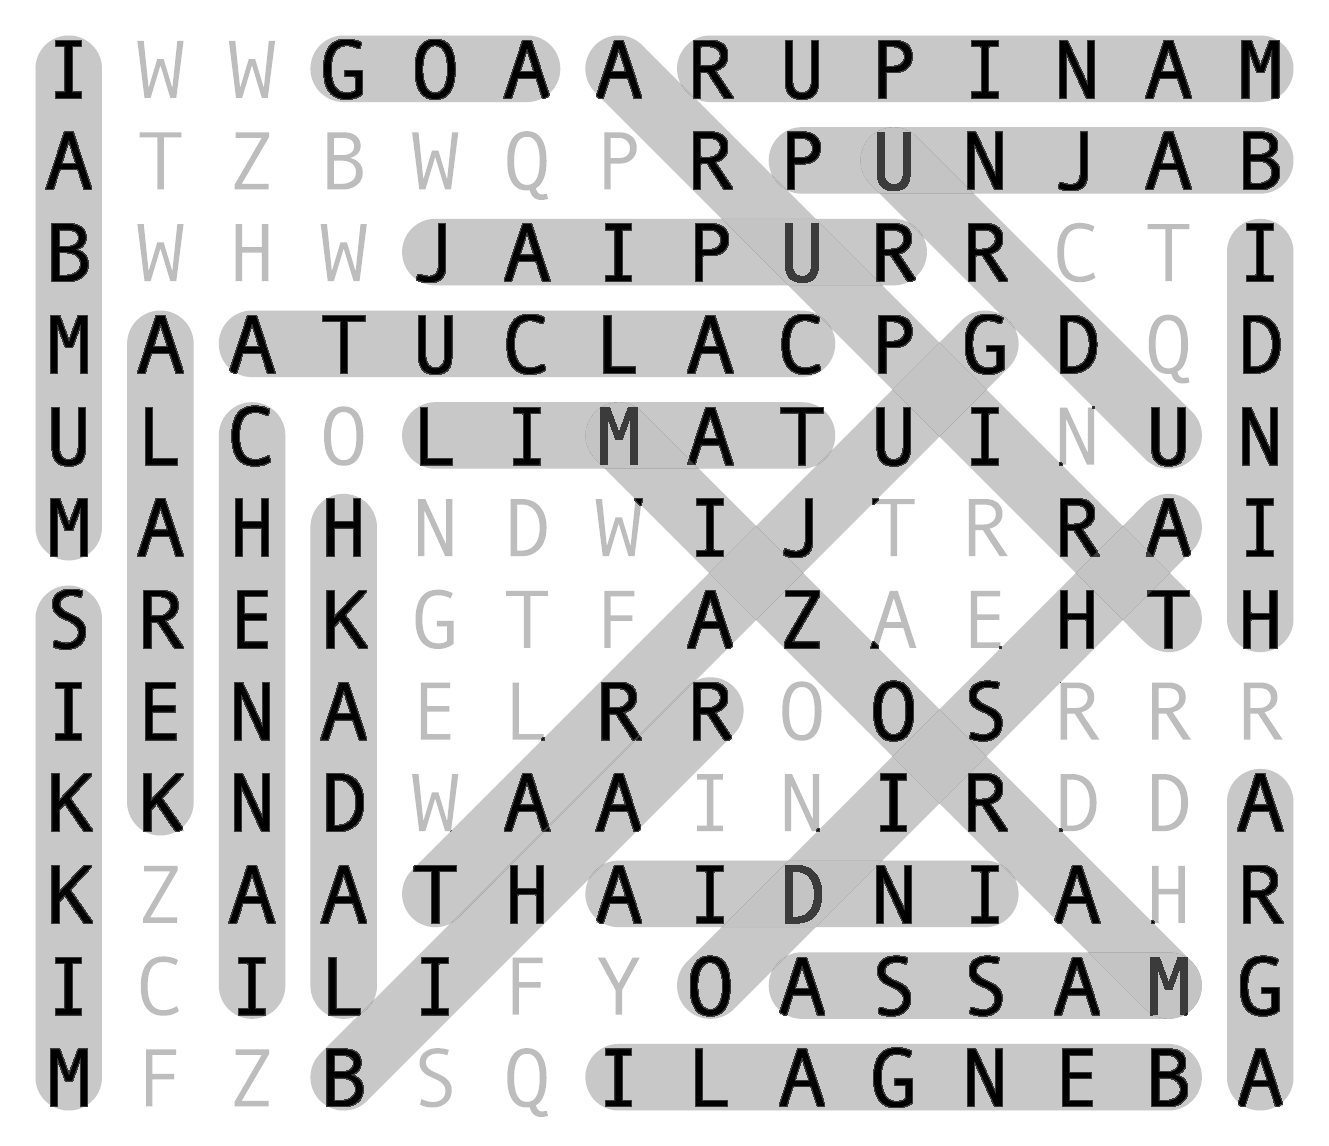 I W W G O A A R U P I N A M
A T Z B W Q P R P U N J A B
B W H W J A I P U R R C T I
M A A T U C L A C P G D Q D
U L C O L I M A T U I N U N
M A H H N D W I J T R R A I
S R E K G T F A Z A E H T H
I E N A E L R R O O S R R R
K K N D W A A I N I R D D A
K Z A A T H A I D N I A H R
I C I L I F Y O A S S A M G
M F Z B S Q I L A G N E B A